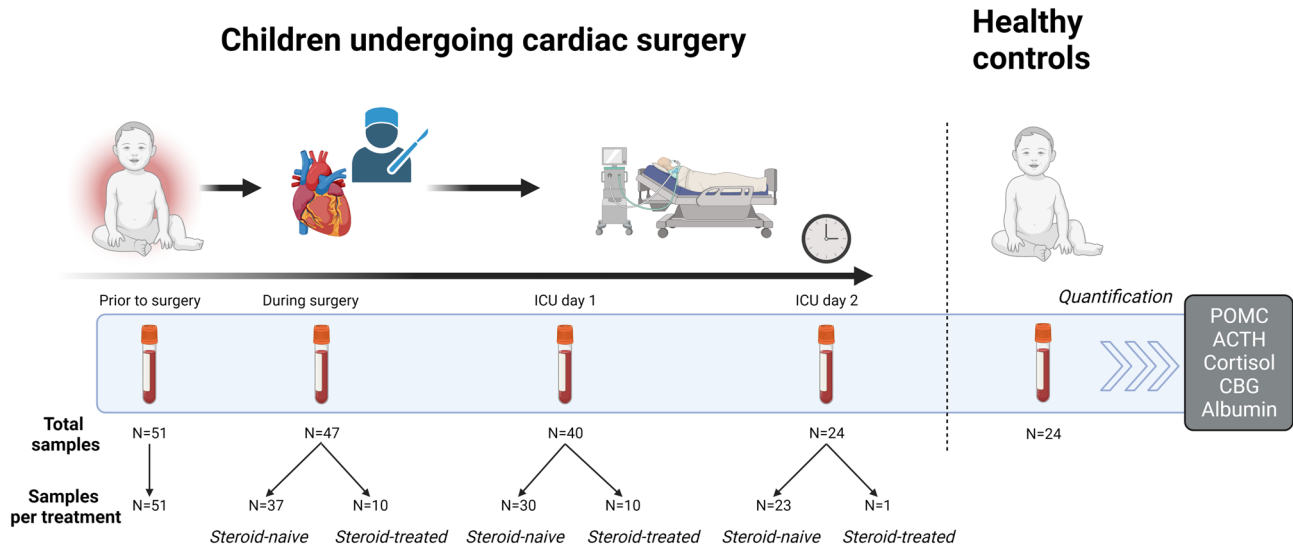 Children undergoing cardiac surgery
Healthy
controls
Prior to surgery
During surgery
ICU day 1
ICU day 2
Quantification
POMC
ACTH
Cortisol
CBG
Albumin
Total
samples
N=51
N=47
N=40
N=24
N=24
Samples
per treatment
N=51
N=37
N=10
N=30
N=10
N=23
N=1
Steroid-naive
Steroid-treated
Steroid-naive
Steroid-treated
Steroid-naive
Steroid-treated